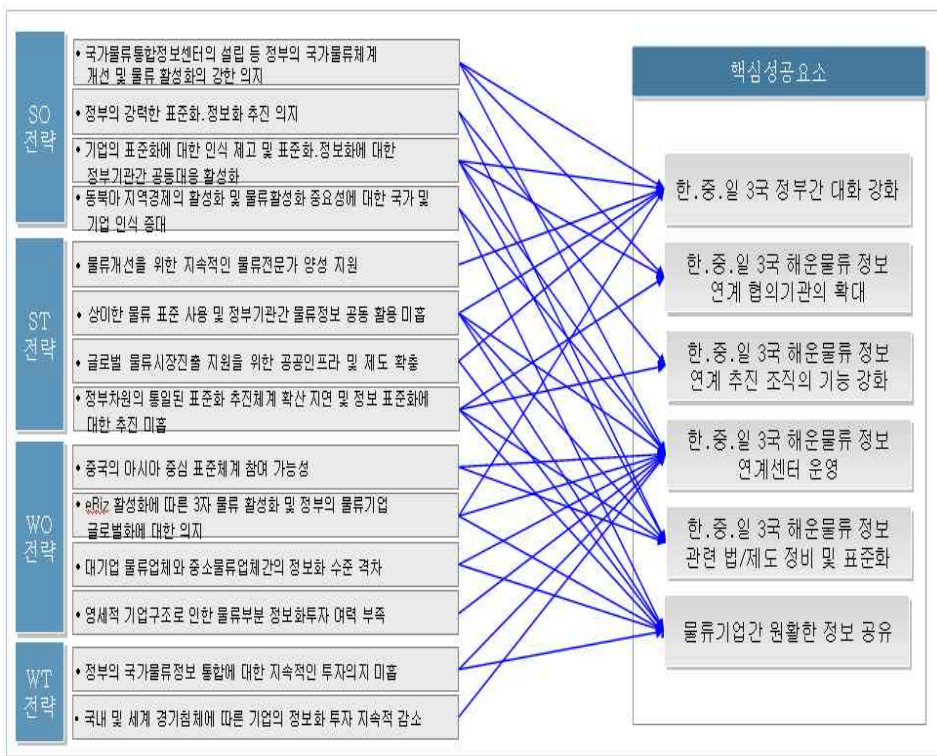 SO
전략
• 국가물류통합정보센터의 설립 등 정부의 국가물류체계
개선 및 물류 활성화의 강한 의지
• 정부의 강력한 표준화.정보화 추진 의지
• 기업의 표준화에 대한 인식 제고 및 표준화.정보화에 대한
정부기관간 공동대응 활성화
• 동북아 지역경제의 활성화 및 물류활성화 중요성에 대한 국가 및
기업 인식 증대
ST
전략
• 물류개선을 위한 지속적인 물류전문가 양성 지원
• 상이한 물류 표준 사용 및 정부기관간 물류정보 공동 활용 미흡
• 글로벌 물류시장진출 지원을 위한 공공인프라 및 제도 확충
• 정부차원의 통일된 표준화 추진체계 확산 지연 및 정보 표준화에
대한 추진 미흡
WO
전략
• 중국의 아시아 중심 표준체계 참여 가능성
• eBiz 활성화에 따른 3자 물류 활성화 및 정부의 물류기업
글로벌화에 대한 의지
• 대기업 물류업체와 중소물류업체간의 정보화 수준 격차
• 영세적 기업구조로 인한 물류부분 정보화투자 여력 부족
WT
전략
• 정부의 국가물류정보 통합에 대한 지속적인 투자의지 미흡
• 국내 및 세계 경기침체에 따른 기업의 정보화 투자 지속적 감소
핵심성공요소
한.중.일 3국 정부간 대화 강화
한.중.일 3국 해운물류 정보
연계 협의기관의 확대
한.중.일 3국 해운물류 정보
연계 추진 조직의 기능 강화
한.중.일 3국 해운물류 정보
연계센터 운영
한.중.일 3국 해운물류 정보
관련 법/제도 정비 및 표준화
물류기업간 원활한 정보 공유